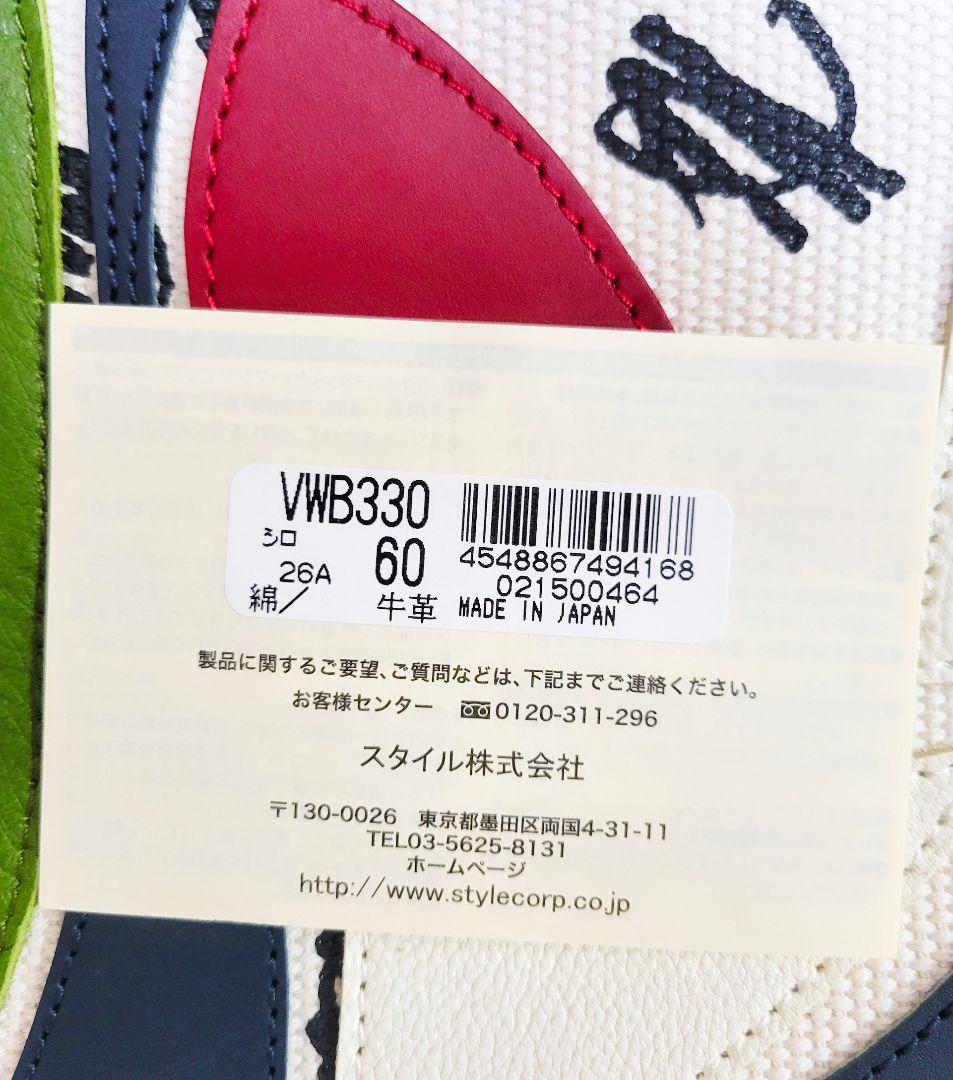 VWB330
シロ
26A 60
綿／ 牛革
4548867494168
021500464
MADE IN JAPAN
製品に関するご要望、ご質問などは、下記までご連絡ください。
お客様センター 0120-311-296
スタイル株式会社
〒130-0026 東京都墨田区両国4-31-11
TEL03-5625-8131
ホームページ
http://www.stylecorp.co.jp